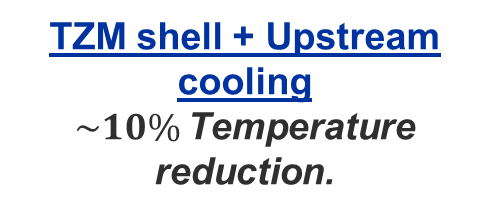 TZM shell + Upstream
cooling
~10% Temperature
reduction.